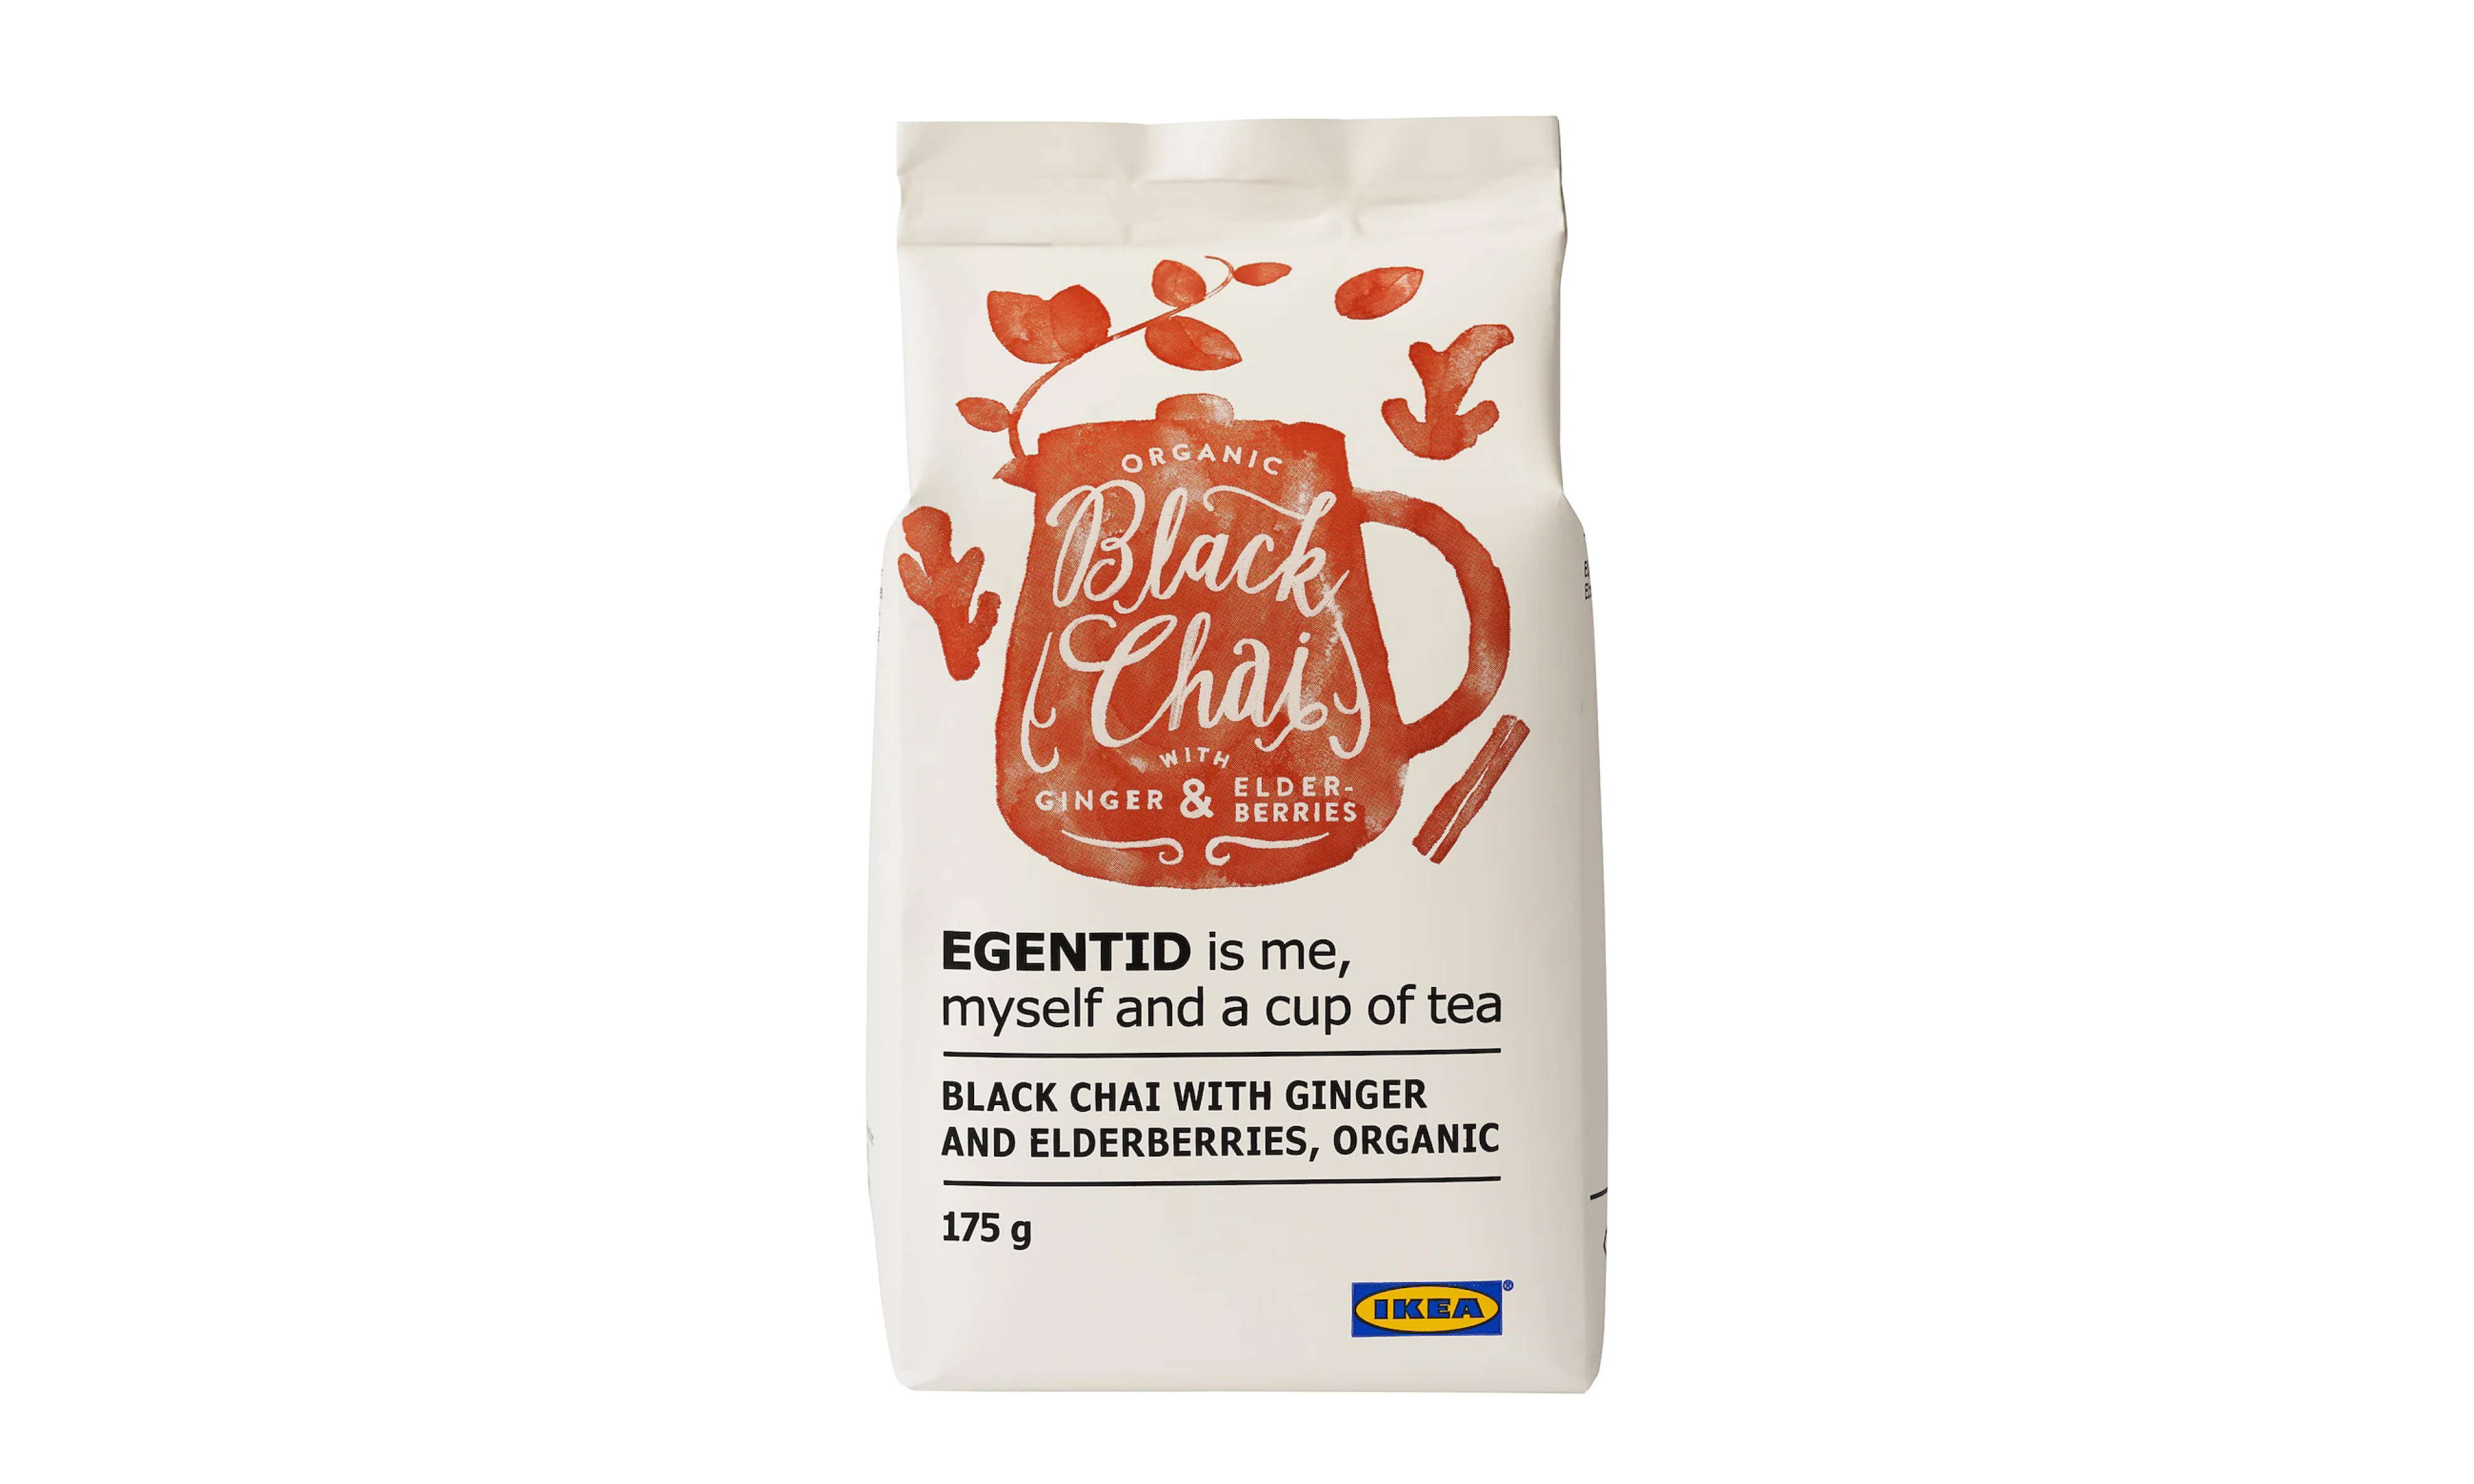 ORGANIC
Black
Chai
WITH
GINGER & ELDER-
BERRIES
EGENTID is me,
myself and a cup of tea
BLACK CHAI WITH GINGER
AND ELDERBERRIES, ORGANIC
175 g
IKEA®